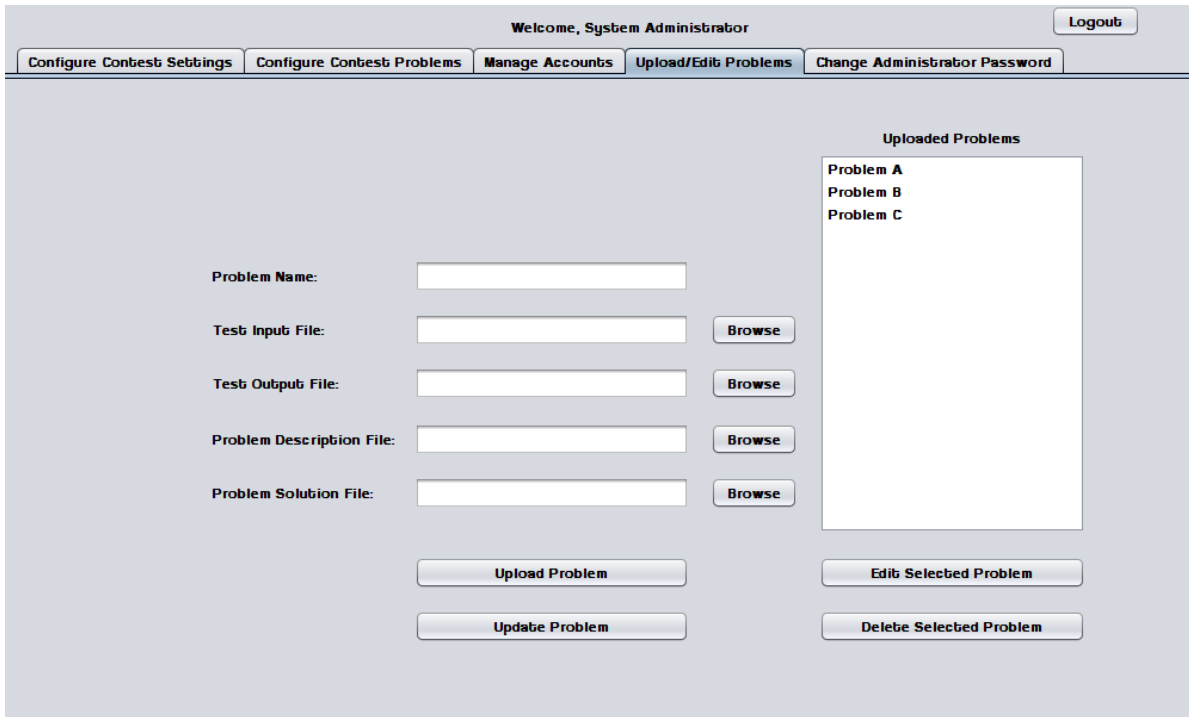 Welcome, System Administrator
Logout
Configure Contest Settings
Configure Contest Problems
Manage Accounts
Upload/Edit Problems
Change Administrator Password
Uploaded Problems
Problem A
Problem B
Problem C
Problem Name:
Test Input File:
Browse
Test Output File:
Browse
Problem Description File:
Browse
Problem Solution File:
Browse
Upload Problem
Edit Selected Problem
Update Problem
Delete Selected Problem